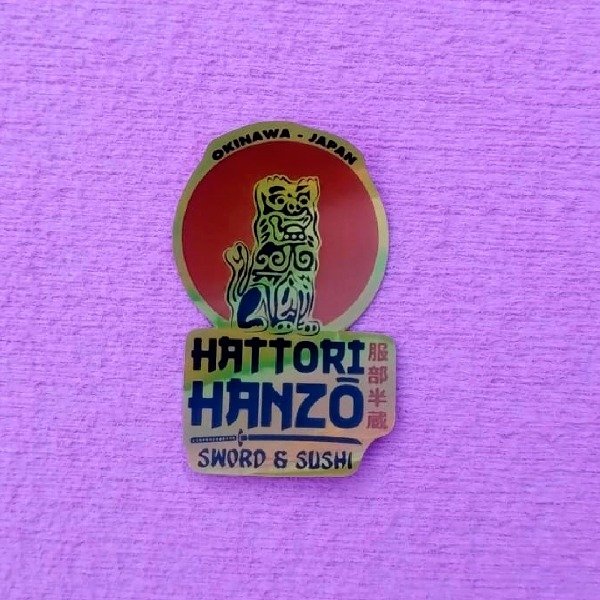 OKINAWA - JAPAN
HATTORI
HANZŌ
服部半蔵
SWORD & SUSHI